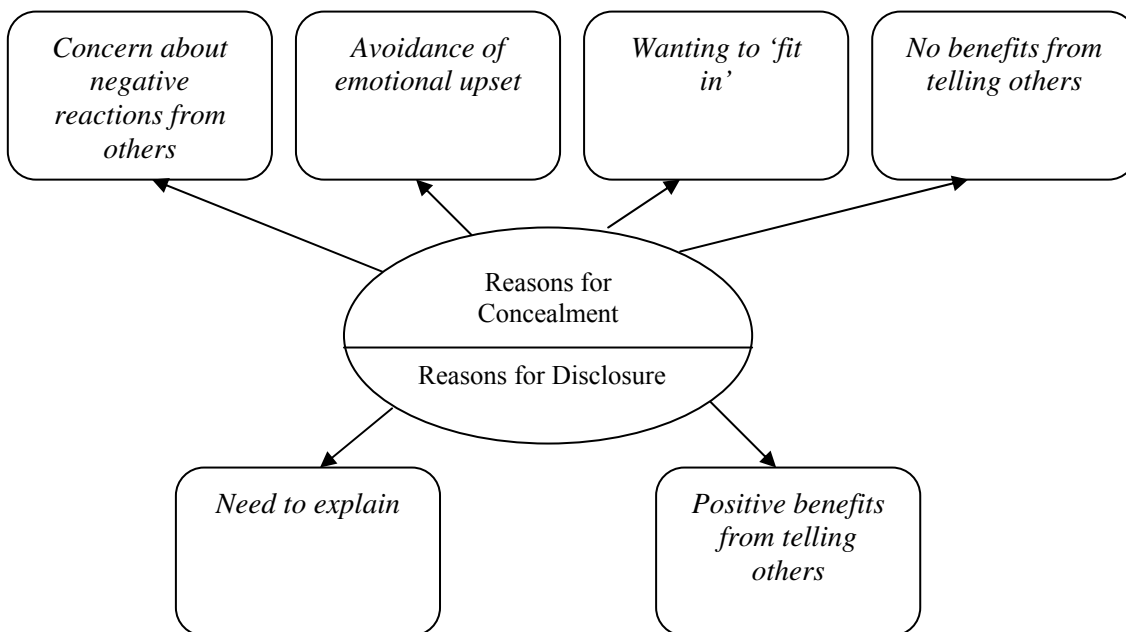 Concern about
negative
reactions from
others
Avoidance of
emotional upset
Wanting to ‘fit
in’
No benefits from
telling others
Reasons for
Concealment
Reasons for Disclosure
Need to explain
Positive benefits
from telling
others